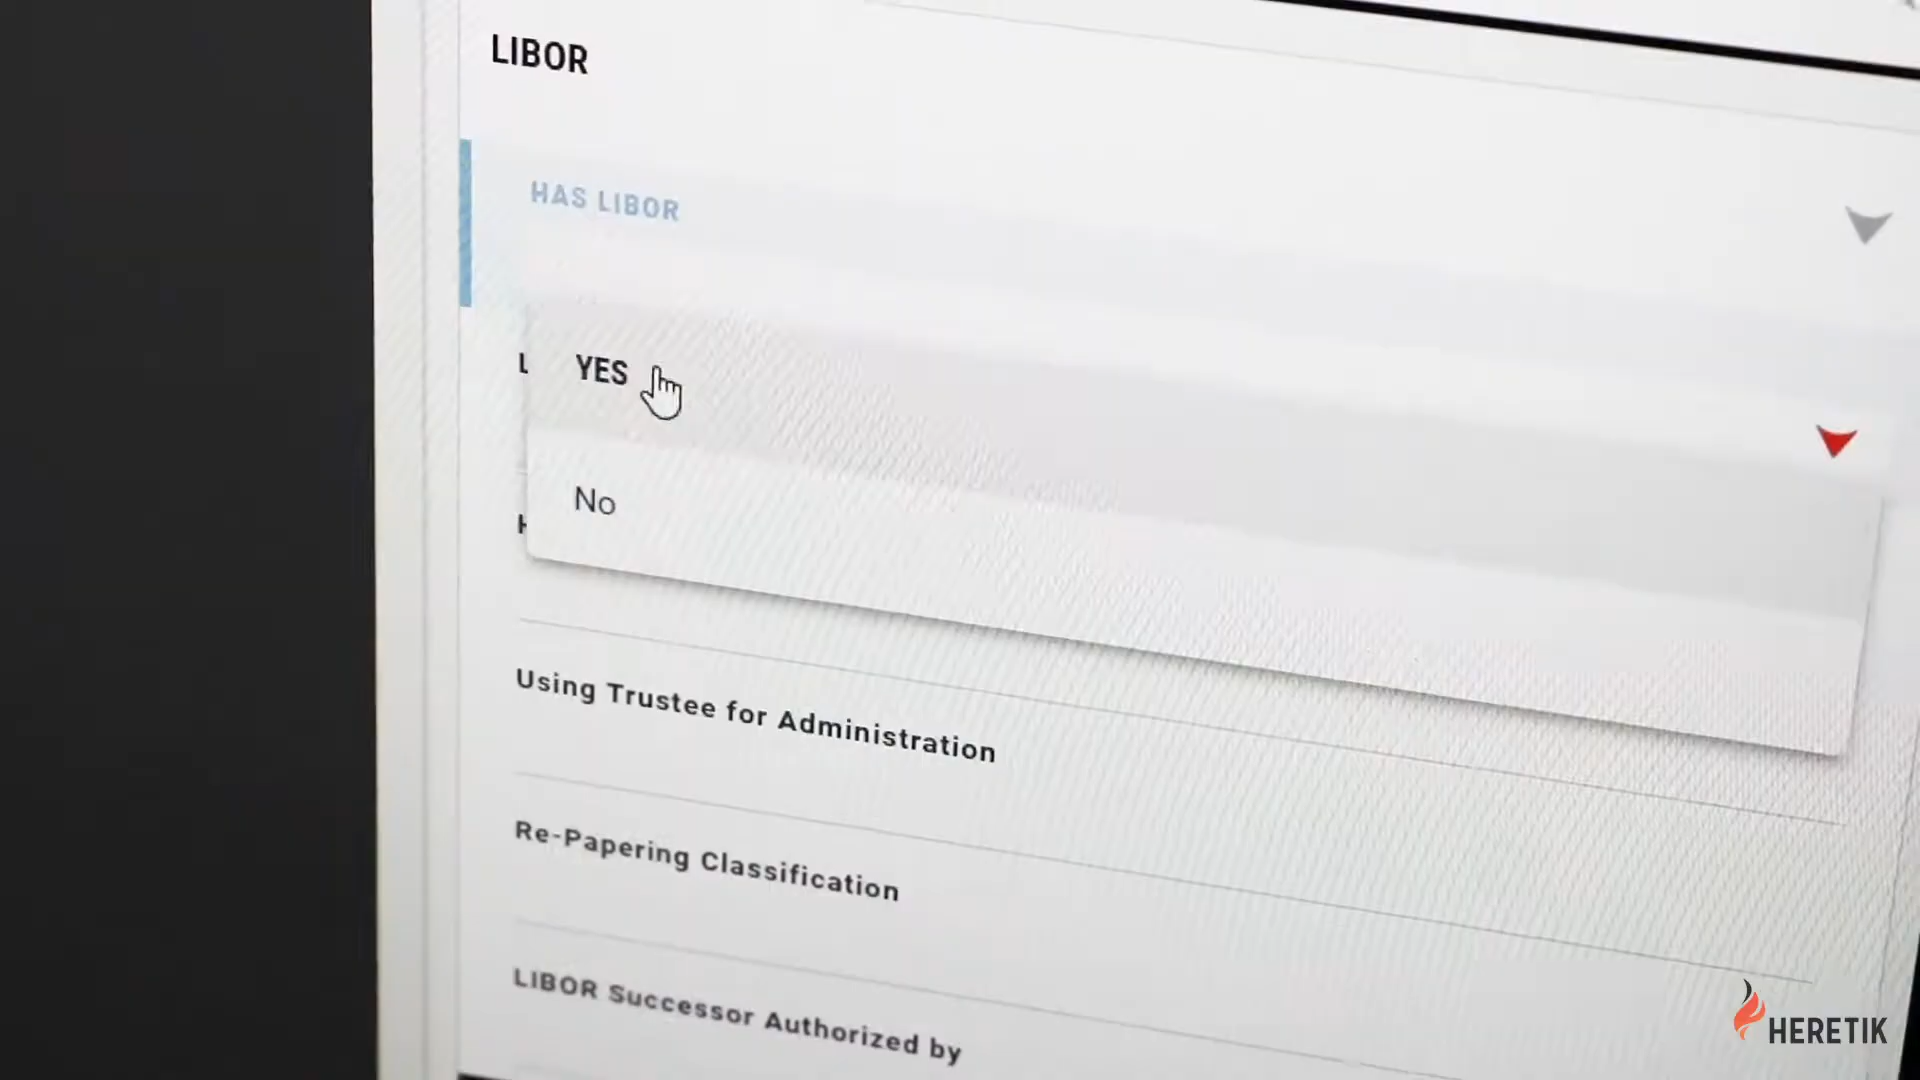 LIBOR
HAS LIBOR
YES
No
Using Trustee for Administration
Re-Papering Classification
LIBOR Successor Authorized by
HERETIK